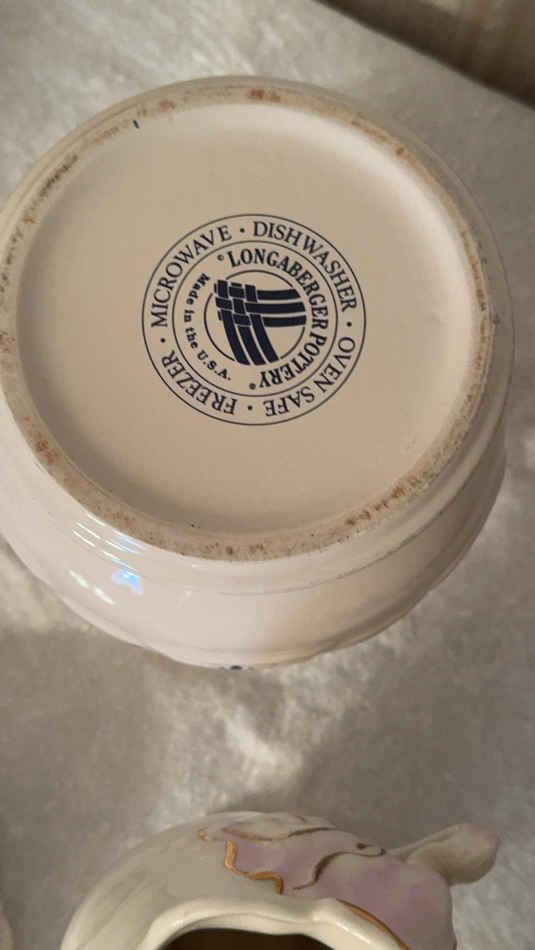 MICROWAVE · DISHWASHER · OVEN SAFE · FREEZER ·
© LONGABERGER POTTERY ®
Made in the U.S.A.